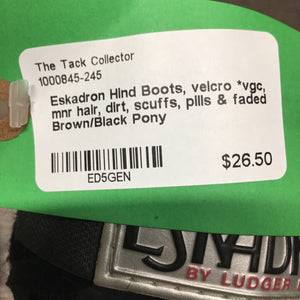 The Tack Collector
1000845-245
Eskadron Hind Boots, velcro *vgc,
mnr hair, dirt, scuffs, pills & faded
Brown/Black Pony
$26.50
ED5GEN
BY LUDGER